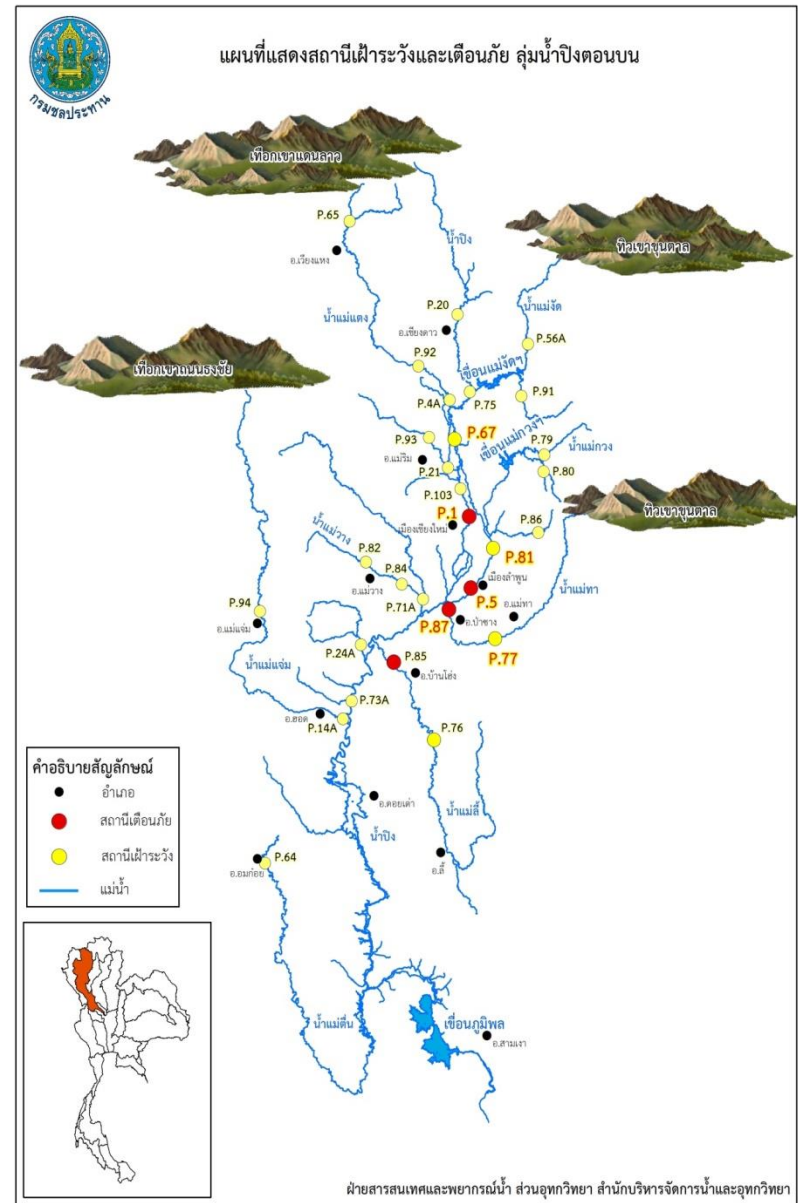 แผนที่แสดงสถานีเฝ้าระวังและเตือนภัย ลุ่มน้ำปิงตอนบน
กรมชลประทาน
เทือกเขาแดนลาว
P.65
อ.เวียงแหง
น้ำปิง
ทิวเขาขุนตาล
น้ำแม่แตง
P.20
อ.เชียงดาว
น้ำแม่งัด
P.56A
เทือกเขาถนนธงชัย
P.92
เขื่อนแม่งัดฯ
P.4A
P.75
P.91
P.67
เขื่อนแม่กวงฯ
P.93
อ.แม่ริม
P.79
น้ำแม่กวง
P.21
P.80
P.103
ทิวเขาขุนตาล
P.1
เมืองเชียงใหม่
น้ำแม่วาง
P.86
P.82
P.81
P.84
อ.แม่วาง
เมืองลำพูน
น้ำแม่ทา
P.5
P.94
P.71A
อ.แม่ทา
อ.แม่แจ่ม
P.87
อ.ป่าซาง
P.24A
P.77
น้ำแม่แจ่ม
P.85
อ.บ้านโฮ่ง
P.73A
อ.ฮอด
P.14A
P.76
คำอธิบายสัญลักษณ์
อำเภอ
สถานีเตือนภัย
สถานีเฝ้าระวัง
แม่น้ำ
อ.ดอยเต่า
น้ำแม่ลี้
น้ำปิง
P.64
อ.อมก๋อย
อ.ลี้
น้ำแม่ตื่น
เขื่อนภูมิพล
อ.สามเงา
ฝ่ายสารสนเทศและพยากรณ์น้ำ ส่วนอุทกวิทยา สำนักบริหารจัดการน้ำและอุทกวิทยา